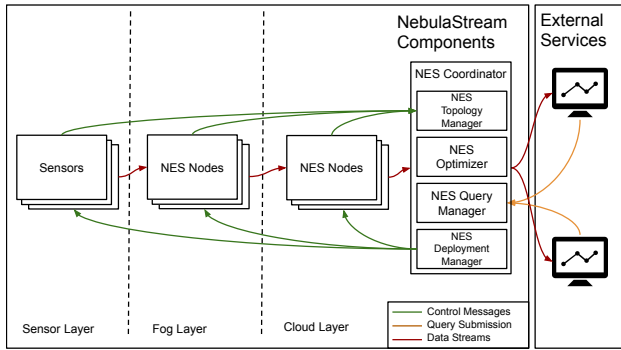 NebulaStream
Components
External
Services
NES Coordinator
NES
Topology
Manager
NES
Optimizer
NES Query
Manager
NES
Deployment
Manager
Sensors
NES Nodes
NES Nodes
Sensor Layer
Fog Layer
Cloud Layer
Control Messages
Query Submission
Data Streams